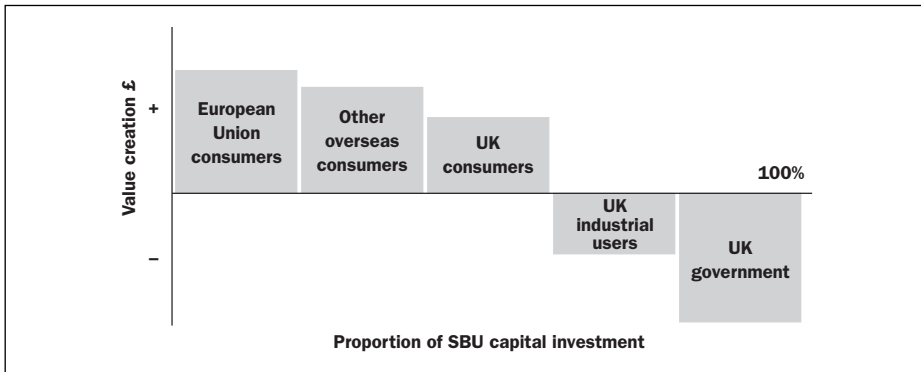 Value creation £
+
–
European
Union
consumers
Other
overseas
consumers
UK
consumers
100%
UK
industrial
users
UK
government
Proportion of SBU capital investment